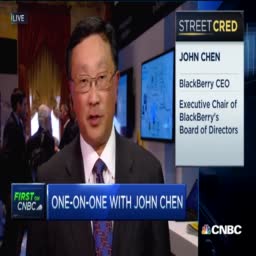 LIVE
STREETCRED
JOHN CHEN
BlackBerry CEO
Executive Chair of
BlackBerry's
Board of Directors
FIRST on
CNBC
ONE-ON-ONE WITH JOHN CHEN
CNBC